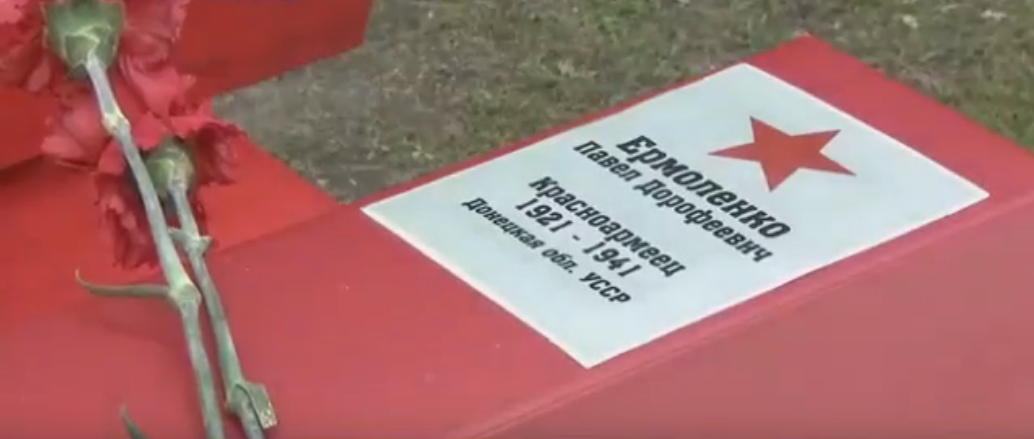 Ермоленко
Павел Дорофеевич
Красноармеец
1921 - 1941
Донецкая обл. УССР